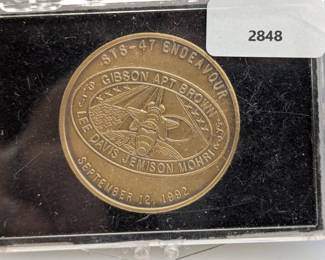 2848
STS-47 ENDEAVOUR
GIBSON APT BROWN
LEE DAVIS JEMISON MOHRI
SEPTEMBER 12, 1992